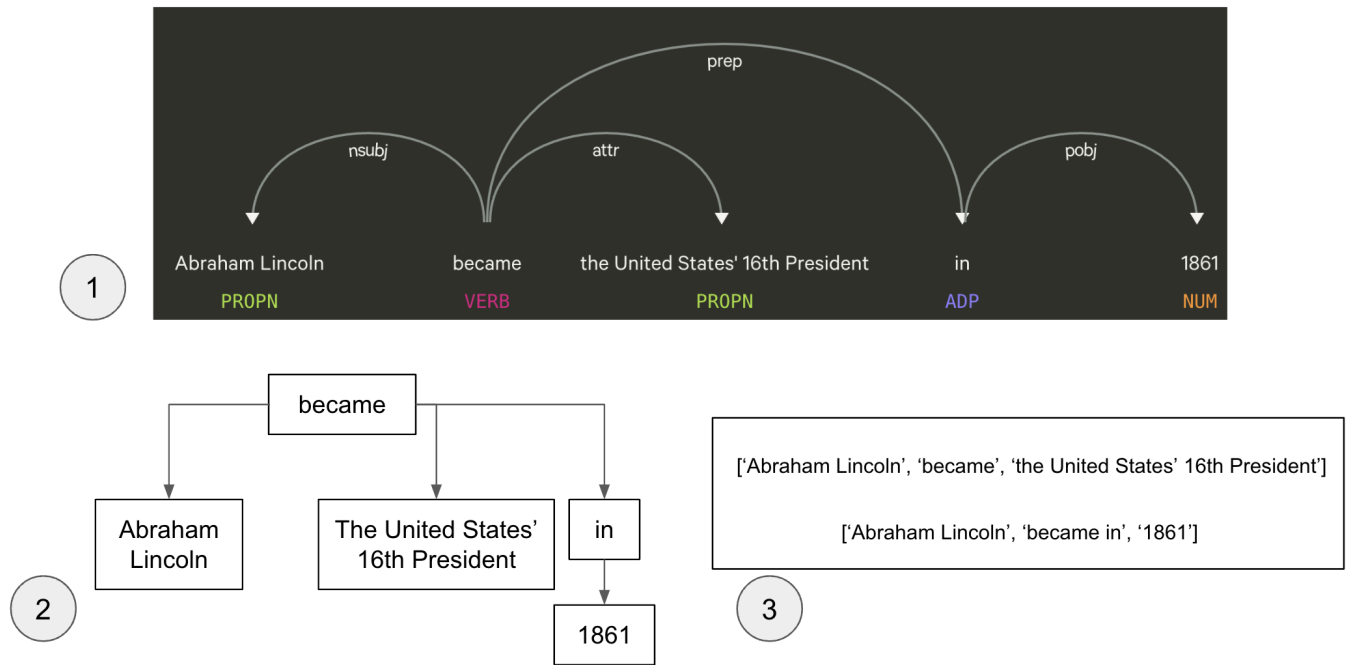 prep
nsubj
attr
pobj
Abraham Lincoln became the United States' 16th President in 1861
PROPN VERB PROPN ADP NUM
1
became
Abraham
Lincoln
The United States’
16th President
in
1861
2
[‘Abraham Lincoln’, ‘became’, ‘the United States’ 16th President’]
[‘Abraham Lincoln’, ‘became in’, ‘1861’]
3